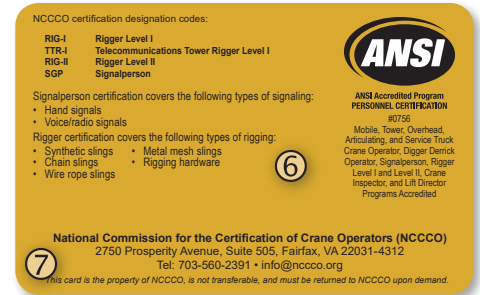 NCCCO certification designation codes:
RIG-I Rigger Level I
TTR-I Telecommunications Tower Rigger Level I
RIG-II Rigger Level II
SGP Signalperson
Signalperson certification covers the following types of signaling:
• Hand signals
• Voice/radio signals
Rigger certification covers the following types of rigging:
• Synthetic slings • Metal mesh slings
• Chain slings • Rigging hardware
• Wire rope slings
6
ANSI
ANSI Accredited Program
PERSONNEL CERTIFICATION
#0756
Mobile, Tower, Overhead,
Articulating, and Service Truck
Crane Operator, Digger Derrick
Operator, Signalperson, Rigger
Level I and Level II, Crane
Inspector, and Lift Director
Programs Accredited
National Commission for the Certification of Crane Operators (NCCCO)
2750 Prosperity Avenue, Suite 505, Fairfax, VA 22031-4312
Tel: 703-560-2391 • info@nccco.org
7
This card is the property of NCCCO, is not transferable, and must be returned to NCCCO upon demand.